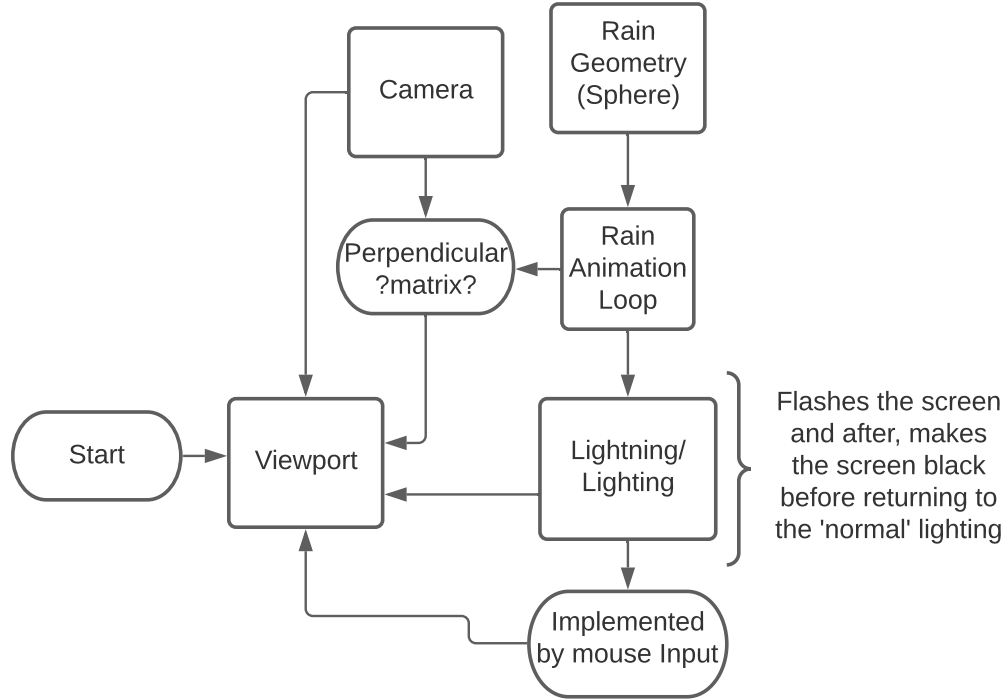 Camera
Rain
Geometry
(Sphere)
Perpendicular
?matrix?
Rain
Animation
Loop
Start
Viewport
Lightning/
Lighting
Flashes the screen
and after, makes
the screen black
before returning to
the 'normal' lighting
Implemented
by mouse Input